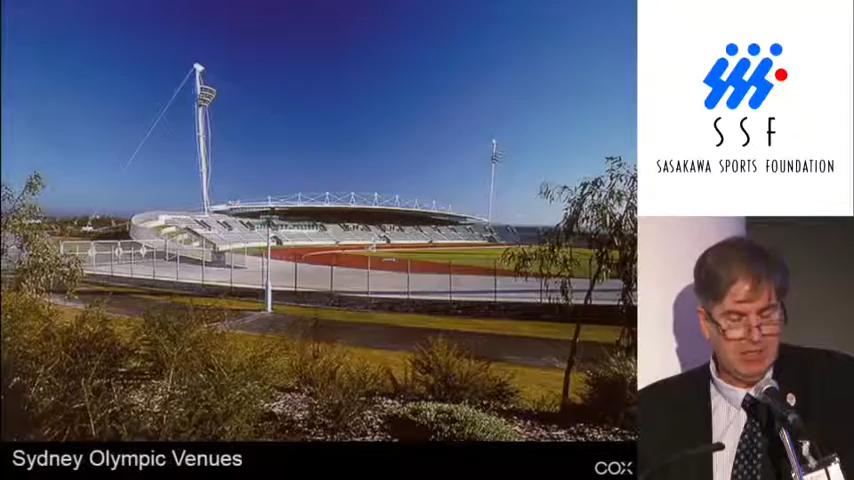 SSF
SASAKAWA SPORTS FOUNDATION
Sydney Olympic Venues
COX